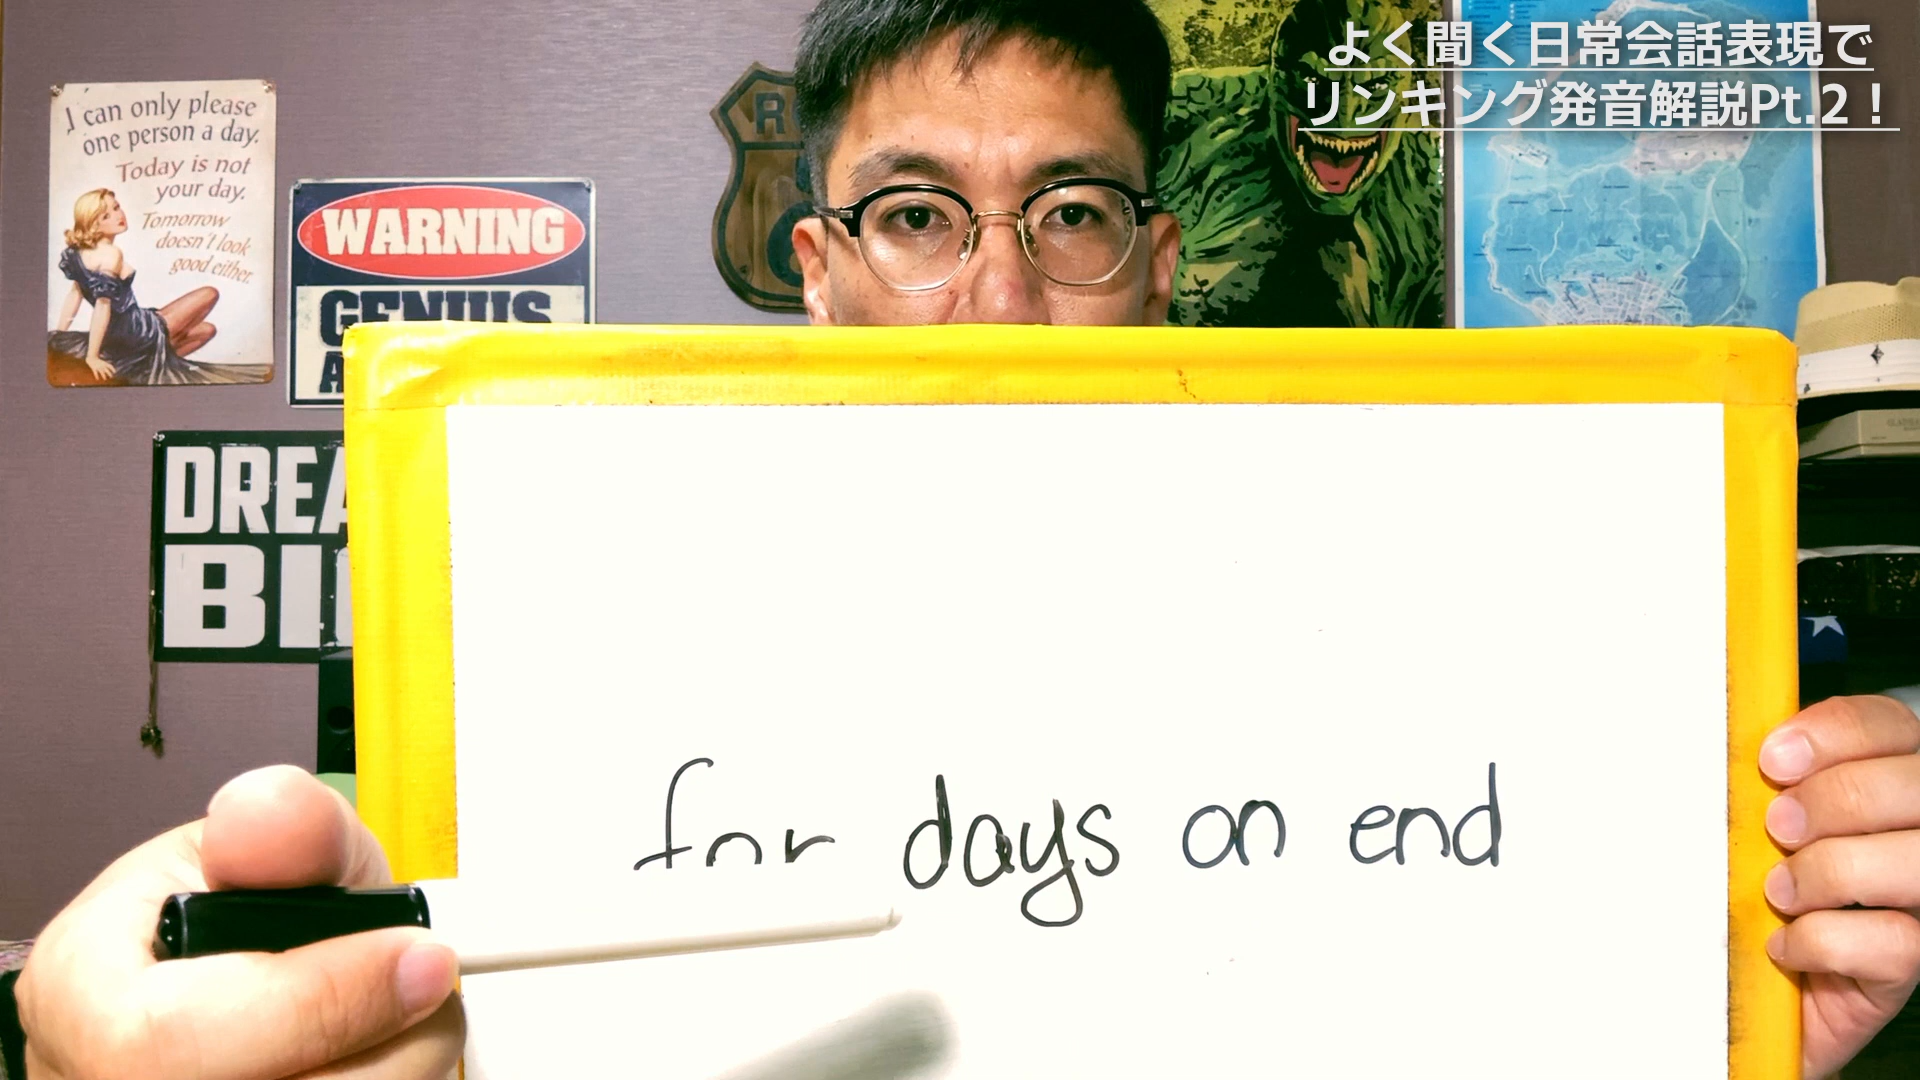 よく聞く日常会話表現で
リンキング発音解説Pt.2！
I can only please
one person a day.
Today is not
your day.
Tomorrow
doesn't look
good either.
WARNING
GENIUS
for days on end